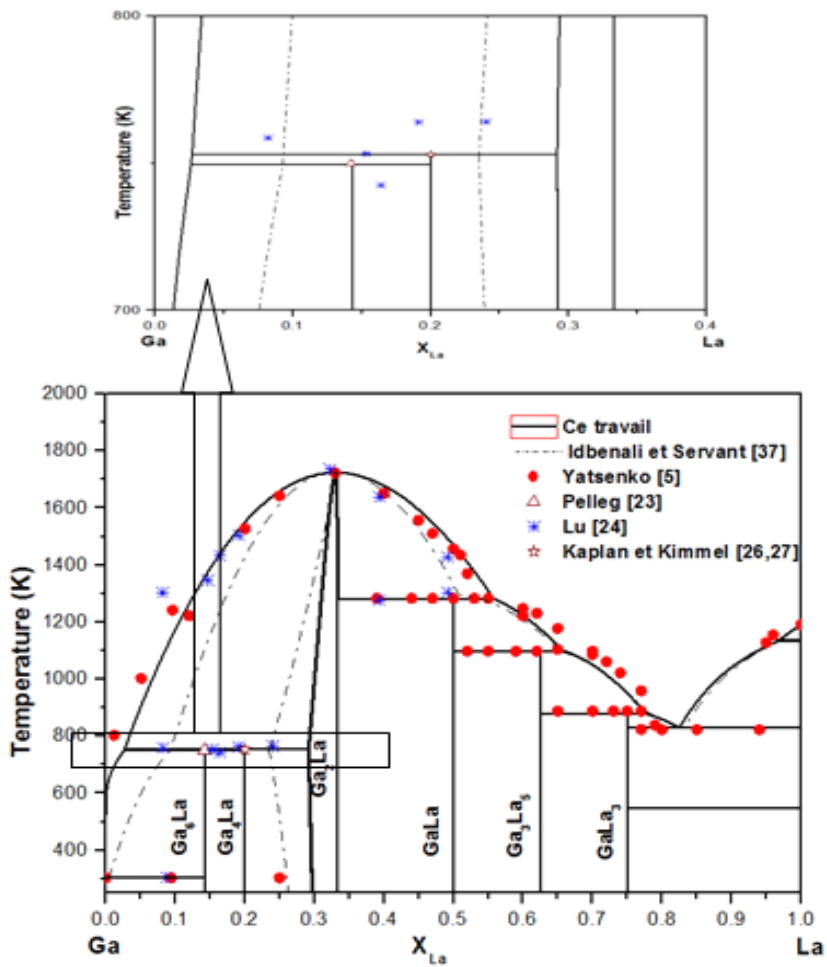 800
Temperature (K)
700
0.0 0.1 0.2 0.3 0.4
Ga X_La La
2000
1800
1600
1400
1200
1000
800
600
400
Temperature (K)
Ce travail
Idbenali et Servant [37]
Yatsenko [5]
Pelleg [23]
Lu [24]
Kaplan et Kimmel [26,27]
Ga₆La
Ga₄La
Ga₂La
GaLa
Ga₃La₅
GaLa₃
0.0 0.1 0.2 0.3 0.4 0.5 0.6 0.7 0.8 0.9 1.0
Ga X_La La